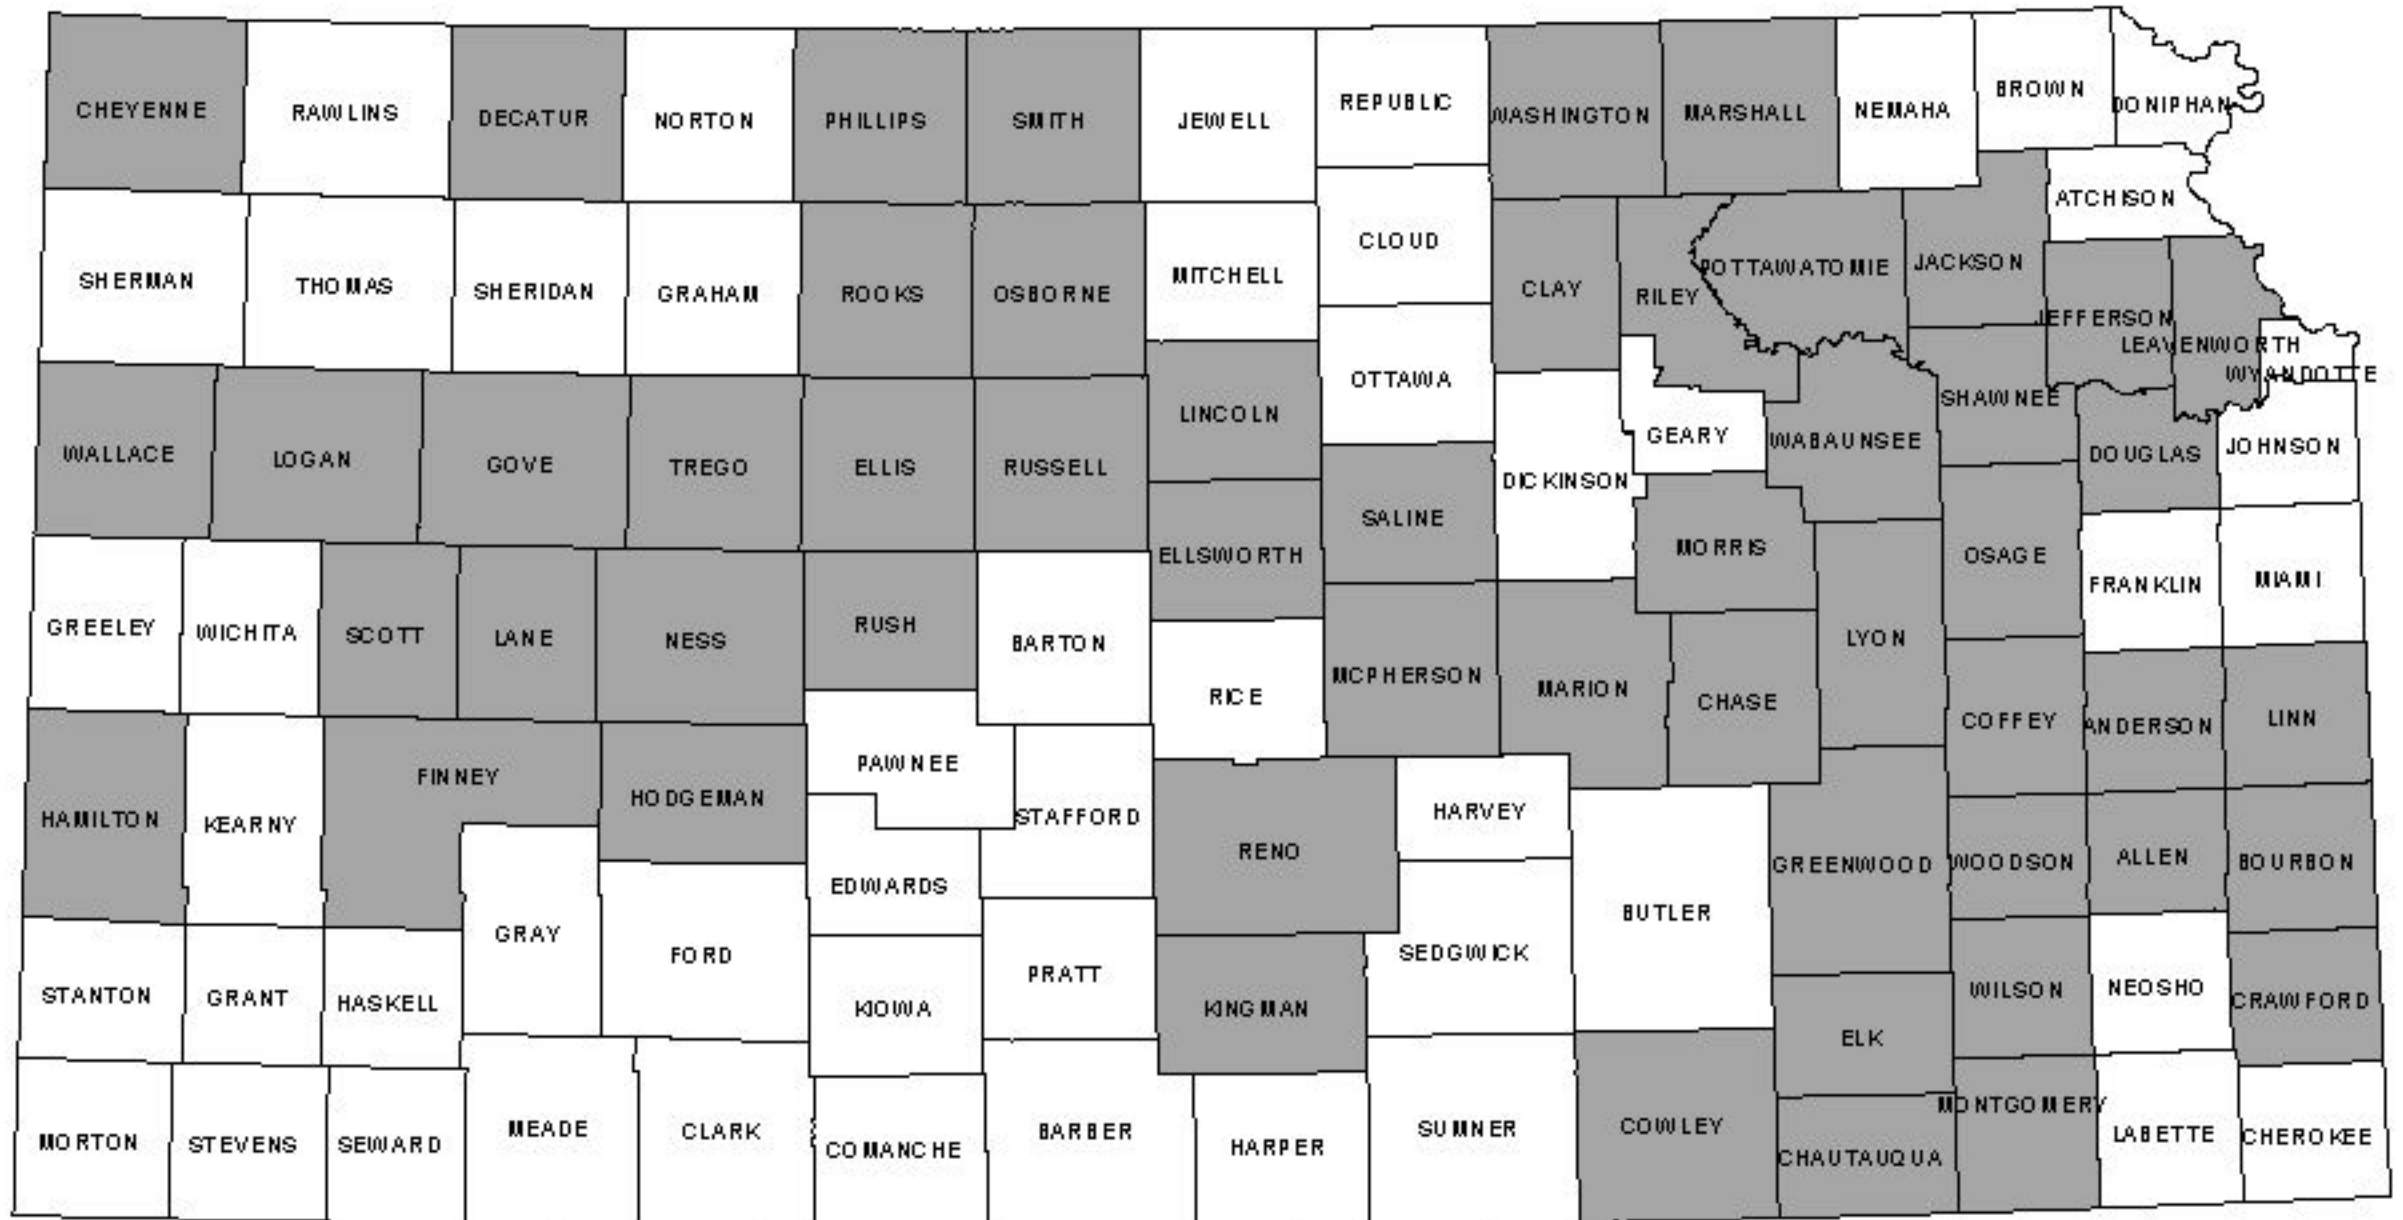 CHEYENNE
RAWLINS
DECATUR
NORTON
PHILLIPS
SMITH
JEWELL
REPUBLIC
WASHINGTON
MARSHALL
NEMAHA
BROWN
DONIPHAN
ATCHISON
SHERMAN
THOMAS
SHERIDAN
GRAHAM
ROOKS
OSBORNE
MITCHELL
CLOUD
CLAY
RILEY
POTTAWATOMIE
JACKSON
JEFFERSON
LEAVENWORTH
WYANDOTTE
WALLACE
LOGAN
GOVE
TREGO
ELLIS
RUSSELL
LINCOLN
OTTAWA
DICKINSON
GEARY
WABAUNSEE
SHAWNEE
DOUGLAS
JOHNSON
ELLSWORTH
SALINE
MORRIS
OSAGE
FRANKLIN
MIAMI
GREELEY
WICHITA
SCOTT
LANE
NESS
RUSH
BARTON
RICE
MCPHERSON
MARION
CHASE
LYON
COFFEY
ANDERSON
LINN
HAMILTON
KEARNY
FINNEY
HODGEMAN
PAWNEE
STAFFORD
RENO
HARVEY
GREENWOOD
WOODSON
ALLEN
BOURBON
GRAY
FORD
EDWARDS
PRATT
KINGMAN
SEDGWICK
BUTLER
ELK
WILSON
NEOSHO
CRAWFORD
STANTON
GRANT
HASKELL
KIOWA
MORTON
STEVENS
SEWARD
MEADE
CLARK
COMANCHE
BARBER
HARPER
SUMNER
COWLEY
CHAUTAUQUA
MONTGOMERY
LABETTE
CHEROKEE